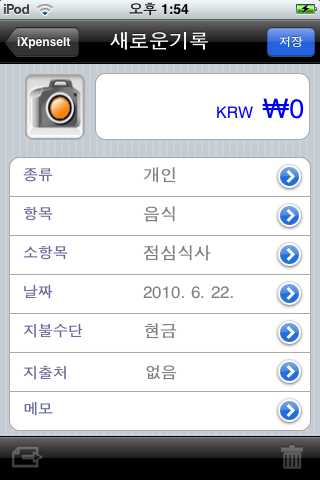 iPod 오후 1:54
iXpenseIt 새로운기록 저장
KRW ₩0
종류 개인
항목 음식
소항목 점심식사
날짜 2010. 6. 22.
지불수단 현금
지출처 없음
메모